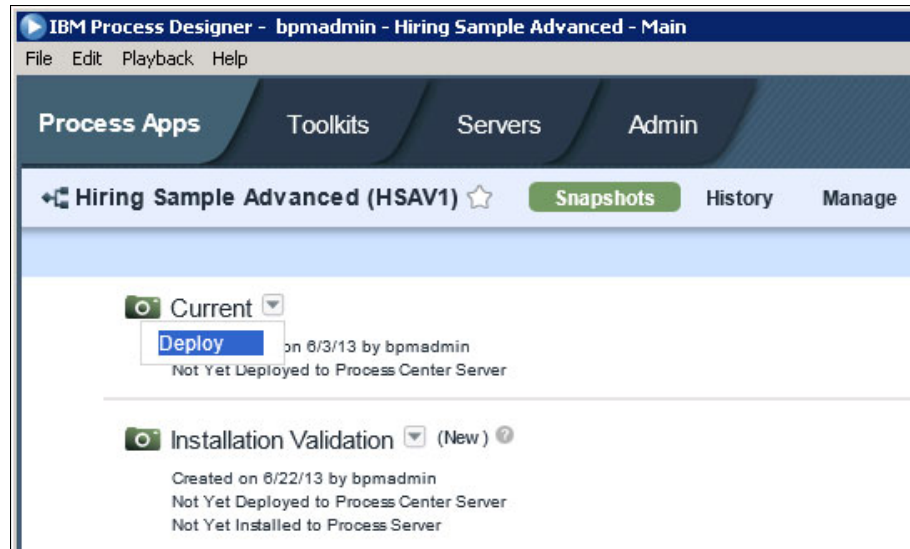 IBM Process Designer - bpmadmin - Hiring Sample Advanced - Main
File Edit Playback Help
Process Apps Toolkits Servers Admin
Hiring Sample Advanced (HSAV1) Snapshots History Manage
Current
Deploy
on 6/3/13 by bpmadmin
Not Yet Deployed to Process Center Server
Installation Validation (New) ?
Created on 6/22/13 by bpmadmin
Not Yet Deployed to Process Center Server
Not Yet Installed to Process Server